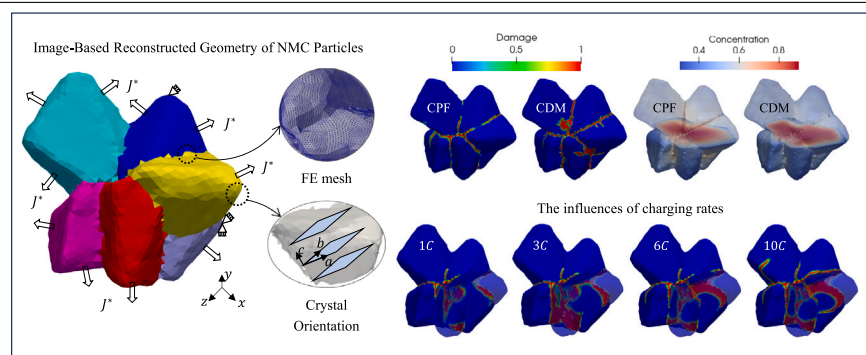 Image-Based Reconstructed Geometry of NMC Particles
J*
J*
J*
J*
J*
J*
FE mesh
c b a
Crystal
Orientation
y
z x
Damage
0 0.5 1
CPF CDM
Concentration
0.4 0.6 0.8
CPF CDM
The influences of charging rates
1C 3C 6C 10C